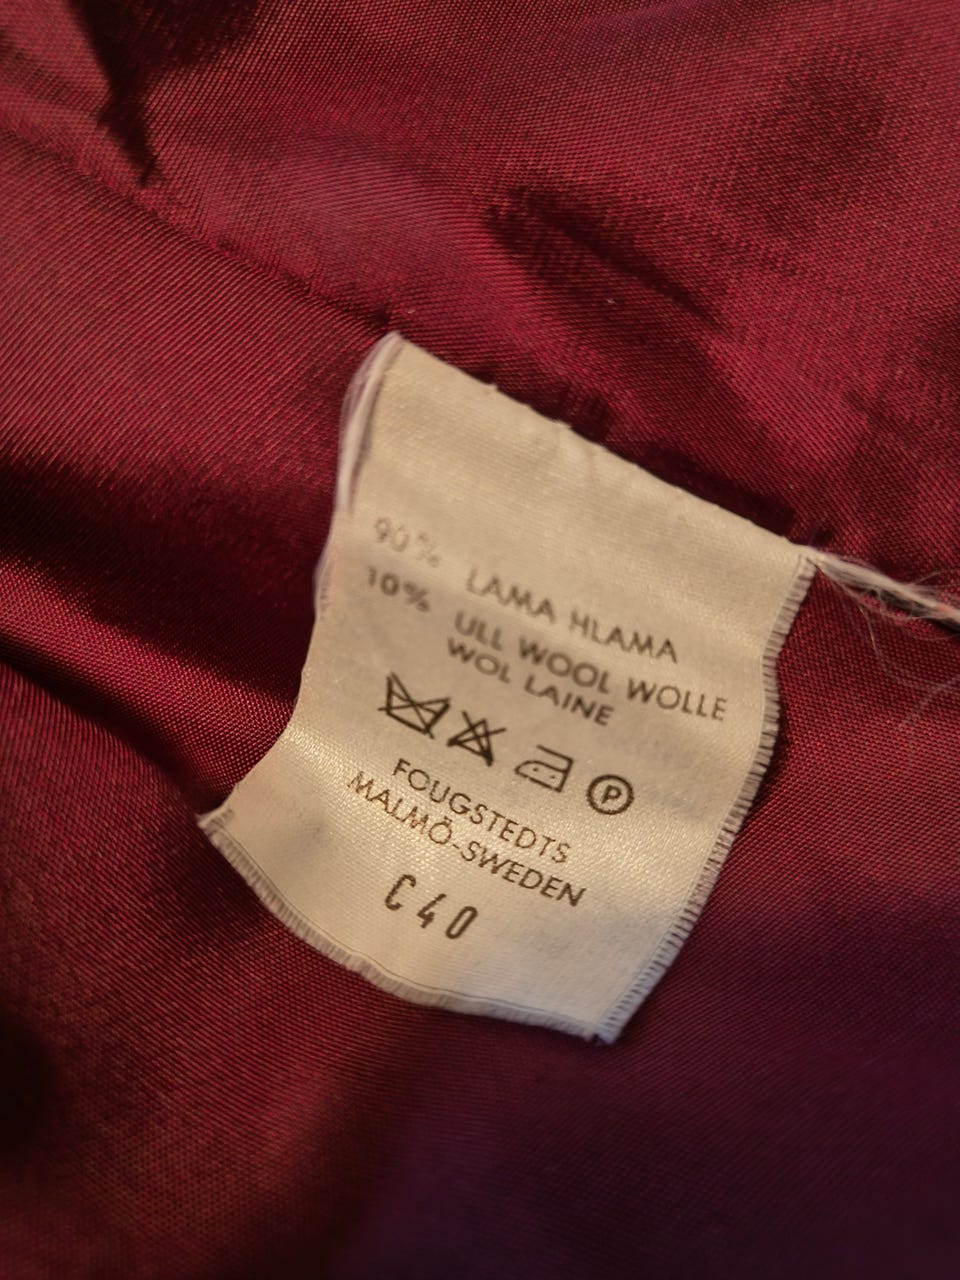 90% LAMA HLAMA
10% ULL WOOL WOLLE
WOL LAINE
P
FOUGSTEDTS
MALMÖ-SWEDEN
C40